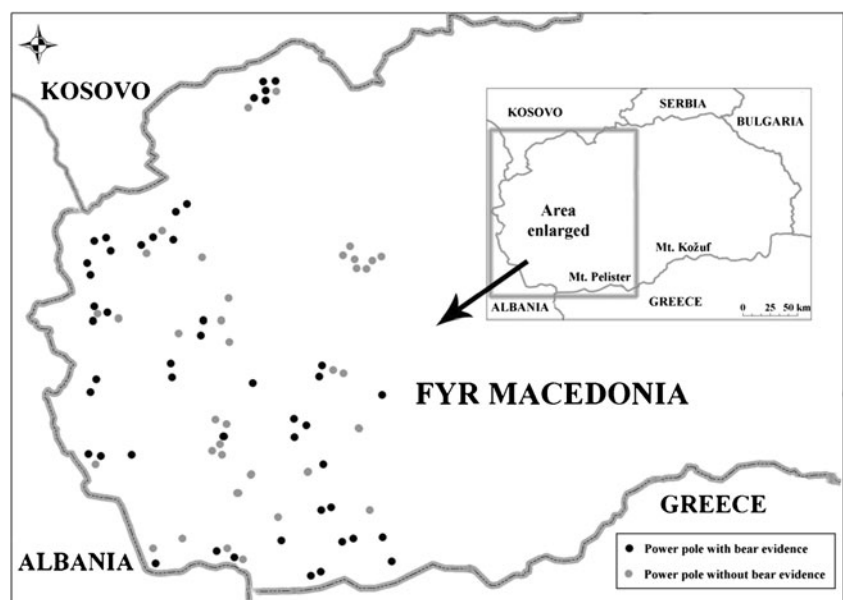 KOSOVO
KOSOVO
SERBIA
BULGARIA
Area
enlarged
Mt. Kožuf
Mt. Pelister
ALBANIA
GREECE
0 25 50 km
FYR MACEDONIA
GREECE
ALBANIA
Power pole with bear evidence
Power pole without bear evidence